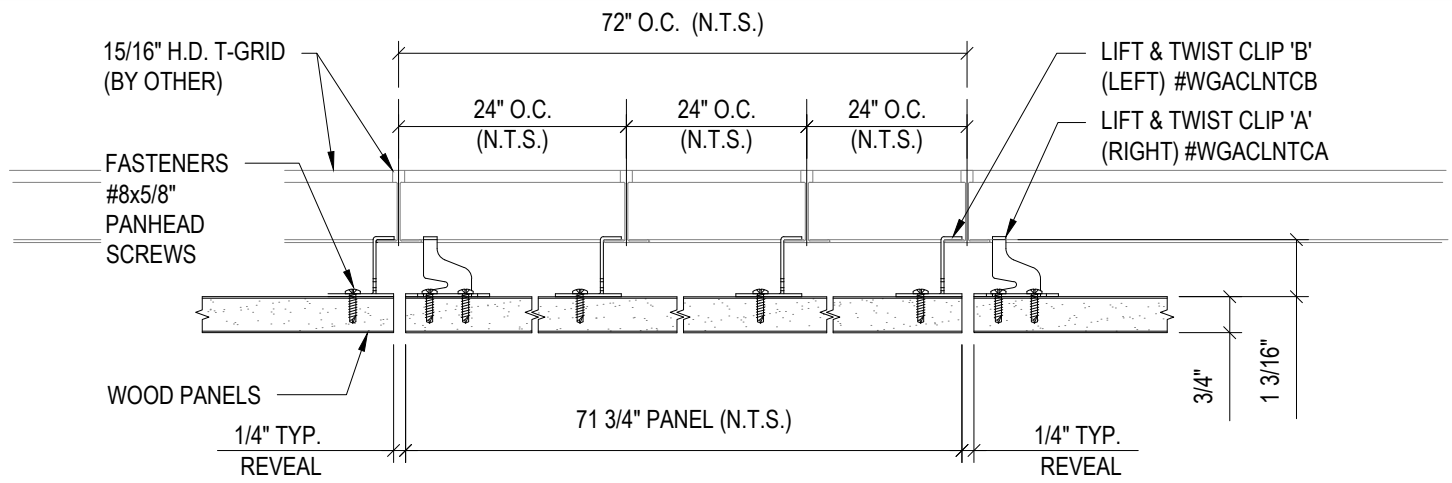 72" O.C. (N.T.S.)
15/16" H.D. T-GRID
(BY OTHER)
LIFT & TWIST CLIP 'B'
(LEFT) #WGACLNTCB
24" O.C.
(N.T.S.)
24" O.C.
(N.T.S.)
24" O.C.
(N.T.S.)
LIFT & TWIST CLIP 'A'
(RIGHT) #WGACLNTCA
FASTENERS
#8x5/8"
PANHEAD
SCREWS
WOOD PANELS
3/4"
1 3/16"
71 3/4" PANEL (N.T.S.)
1/4" TYP.
REVEAL
1/4" TYP.
REVEAL